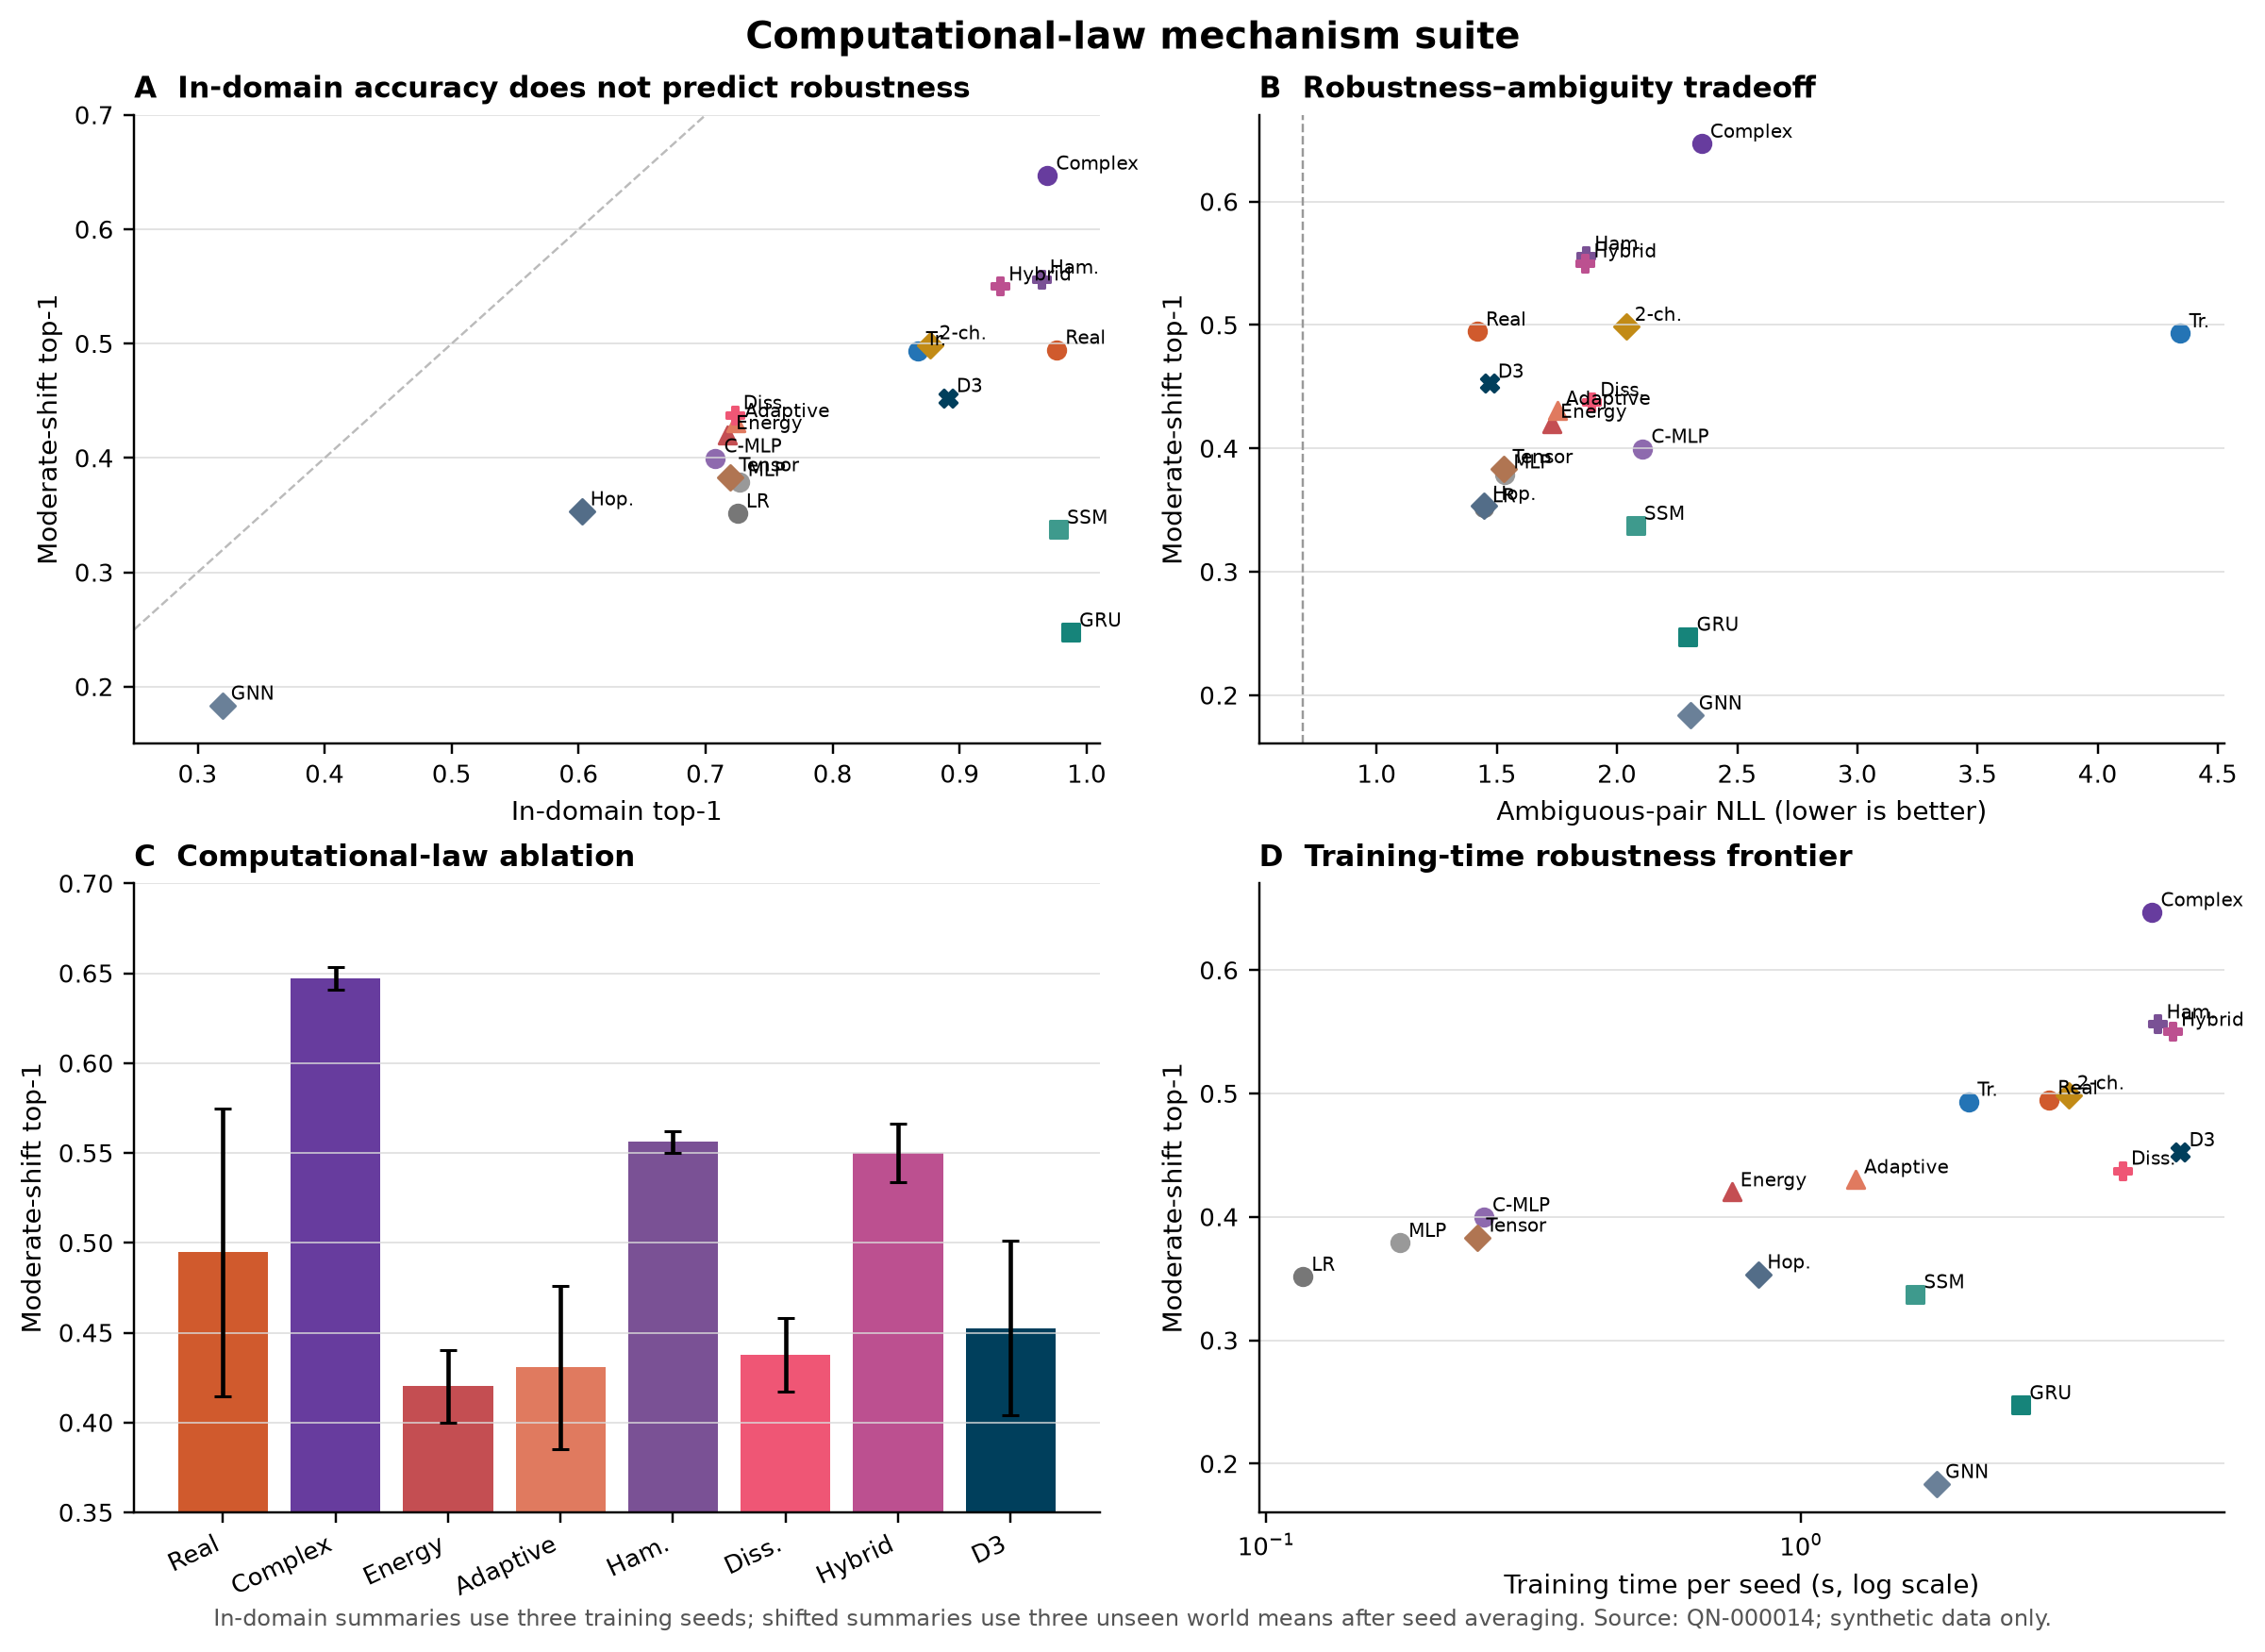 Computational-law mechanism suite
A In-domain accuracy does not predict robustness
0.7
0.6
0.5
0.4
0.3
0.2
Moderate-shift top-1
Complex
Ham.
Hybrid
2-ch.
Tr.
Real
D3
Diss.
Adaptive
Energy
C-MLP
Tensor
MLP
Hop.
LR
SSM
GRU
GNN
0.3 0.4 0.5 0.6 0.7 0.8 0.9 1.0
In-domain top-1
B Robustness–ambiguity tradeoff
0.6
0.5
0.4
0.3
0.2
Moderate-shift top-1
Complex
Ham.
Hybrid
Real
2-ch.
Tr.
D3
Diss.
Adaptive
Energy
C-MLP
Tensor
MLP
Hop.
LR
SSM
GRU
GNN
1.0 1.5 2.0 2.5 3.0 3.5 4.0 4.5
Ambiguous-pair NLL (lower is better)
C Computational-law ablation
0.70
0.65
0.60
0.55
0.50
0.45
0.40
0.35
Moderate-shift top-1
Real Complex Energy Adaptive Ham. Diss. Hybrid D3
D Training-time robustness frontier
0.6
0.5
0.4
0.3
0.2
Moderate-shift top-1
Complex
Ham.
Hybrid
Tr.
Real
2-ch.
D3
Diss.
Adaptive
Energy
C-MLP
Tensor
MLP
LR
Hop.
SSM
GRU
GNN
10⁻¹ 10⁰
Training time per seed (s, log scale)
In-domain summaries use three training seeds; shifted summaries use three unseen world means after seed averaging. Source: QN-000014; synthetic data only.